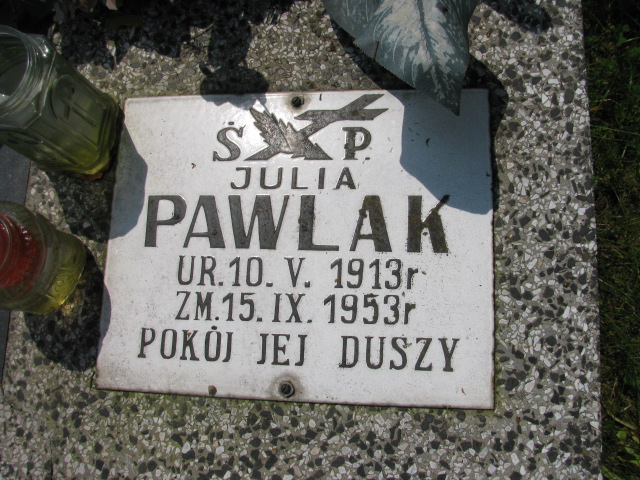 Ś P.
JULIA
PAWLAK
UR. 10. V. 1913r
ZM. 15. IX. 1953r
POKÓJ JEJ DUSZY